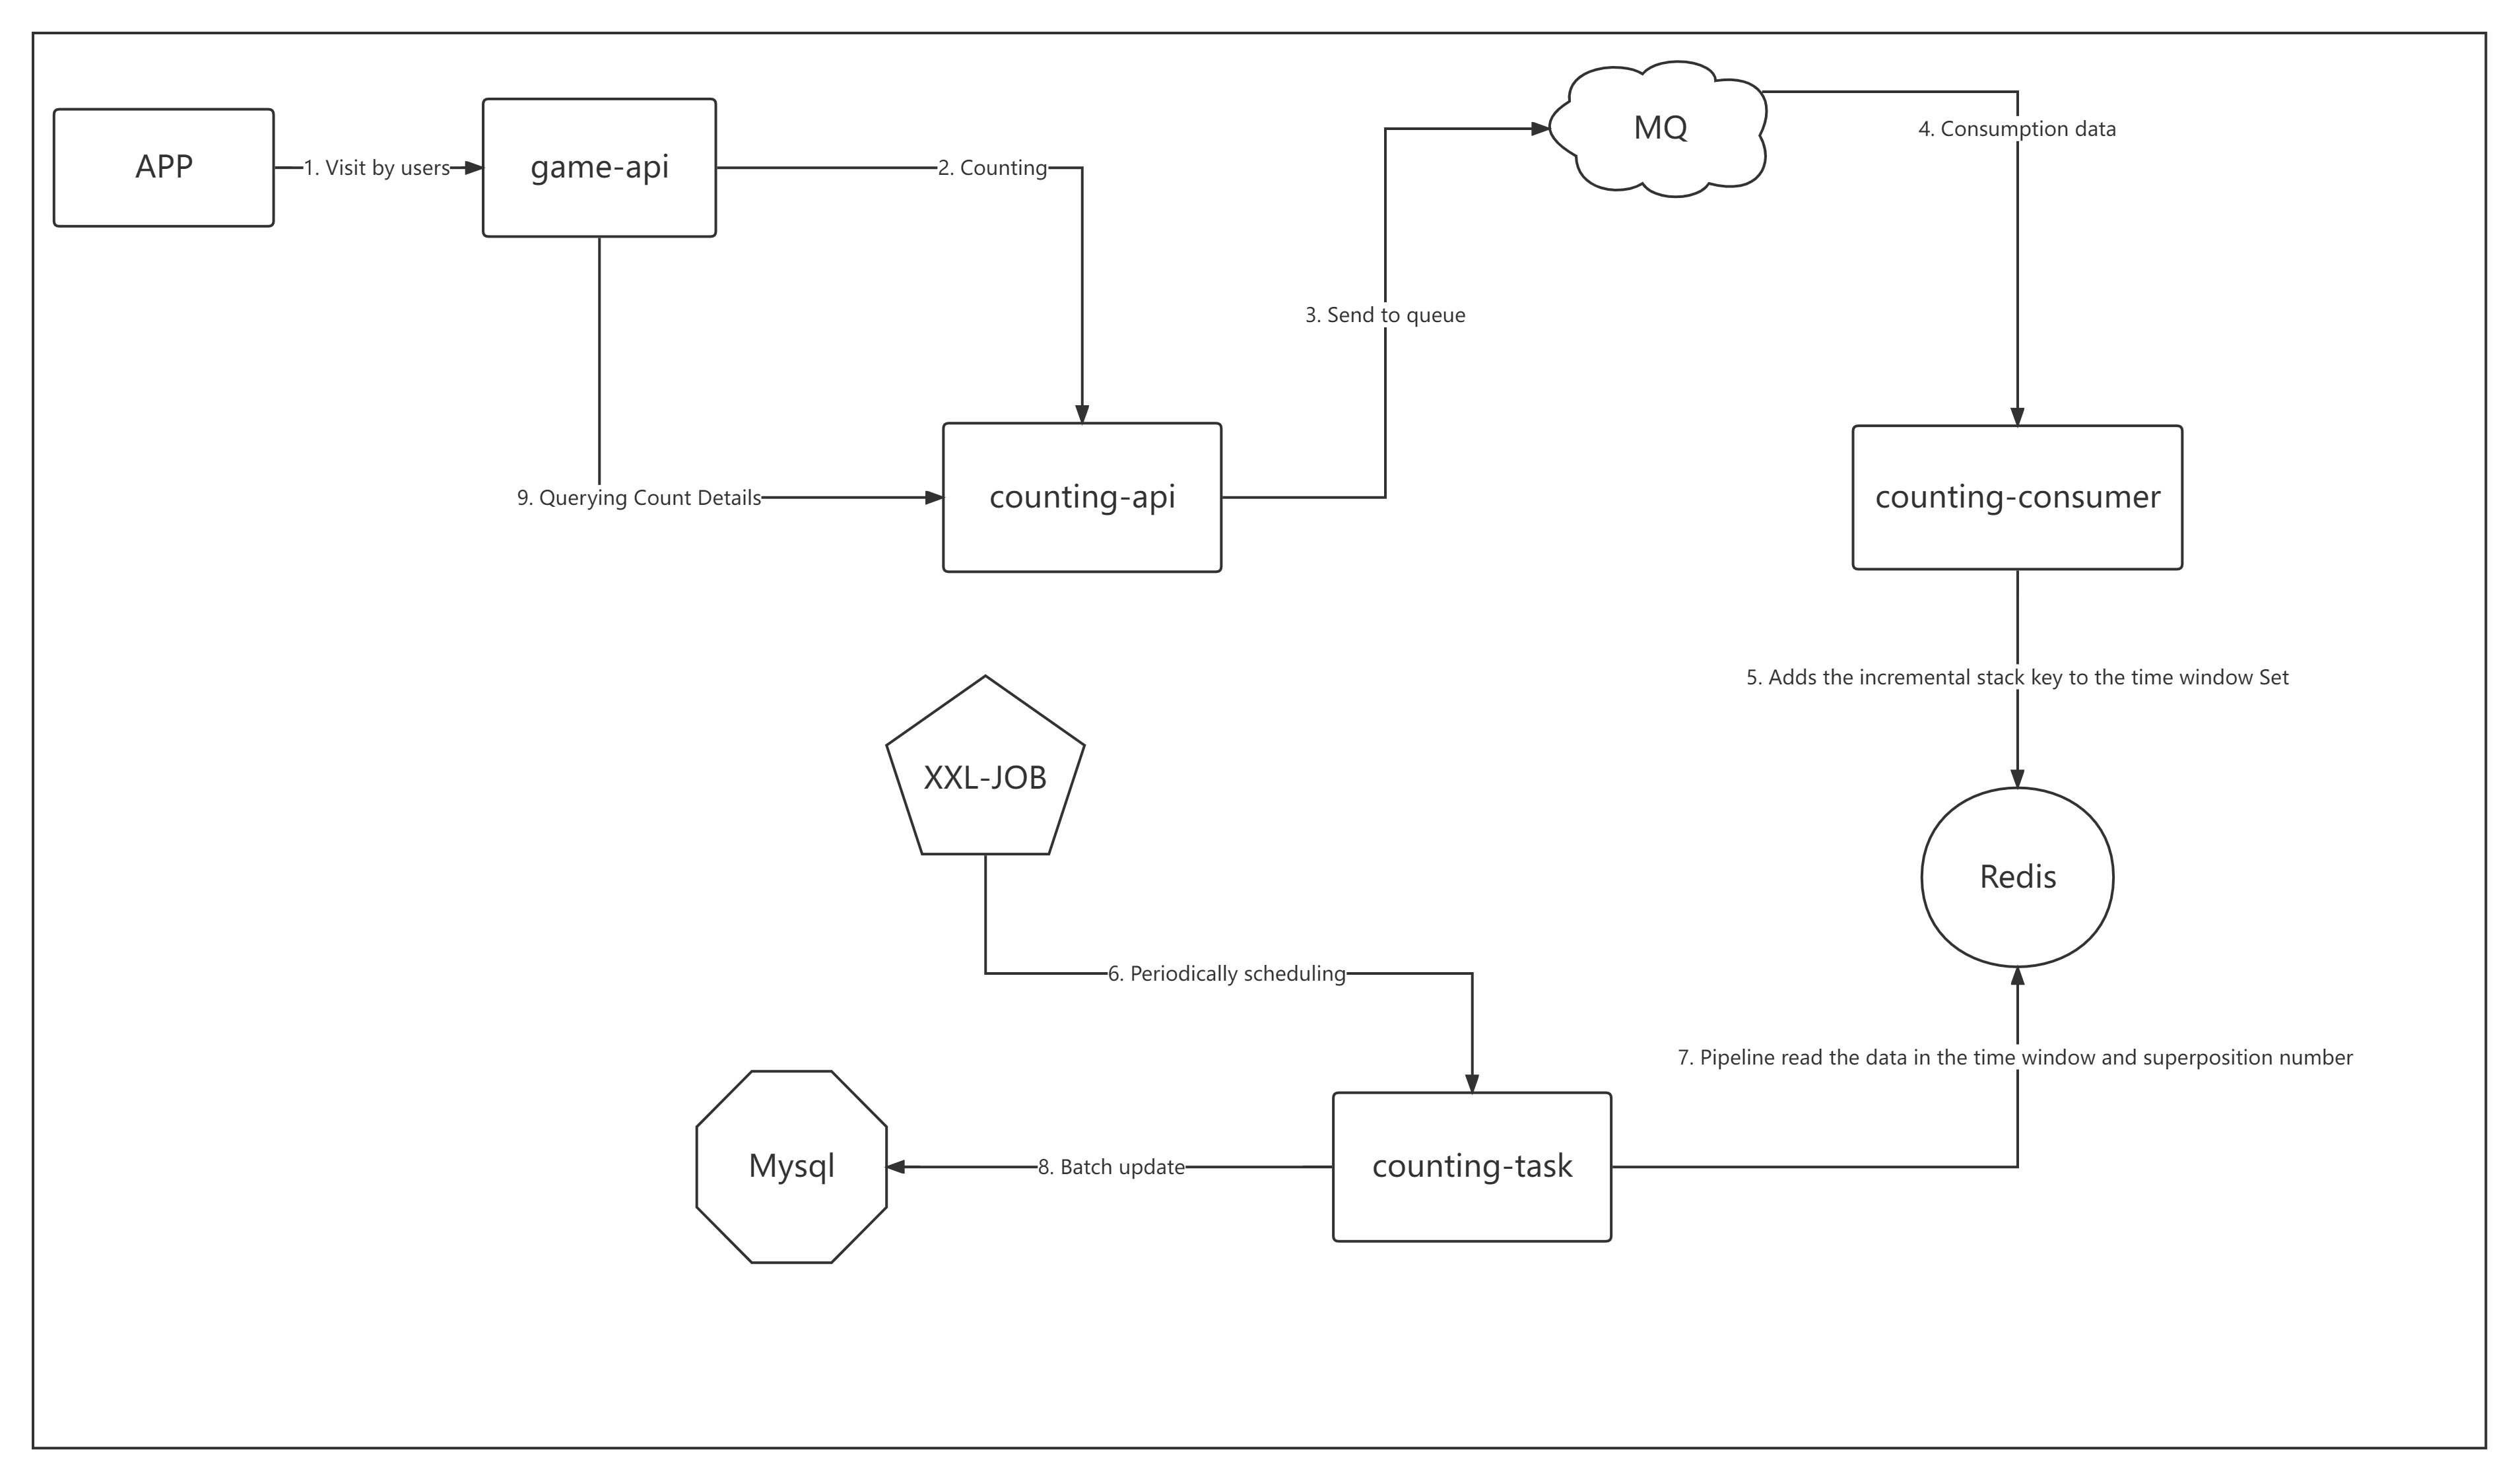 APP
1. Visit by users
game-api
2. Counting
MQ
4. Consumption data
3. Send to queue
9. Querying Count Details
counting-api
counting-consumer
5. Adds the incremental stack key to the time window Set
XXL-JOB
Redis
6. Periodically scheduling
7. Pipeline read the data in the time window and superposition number
Mysql
8. Batch update
counting-task